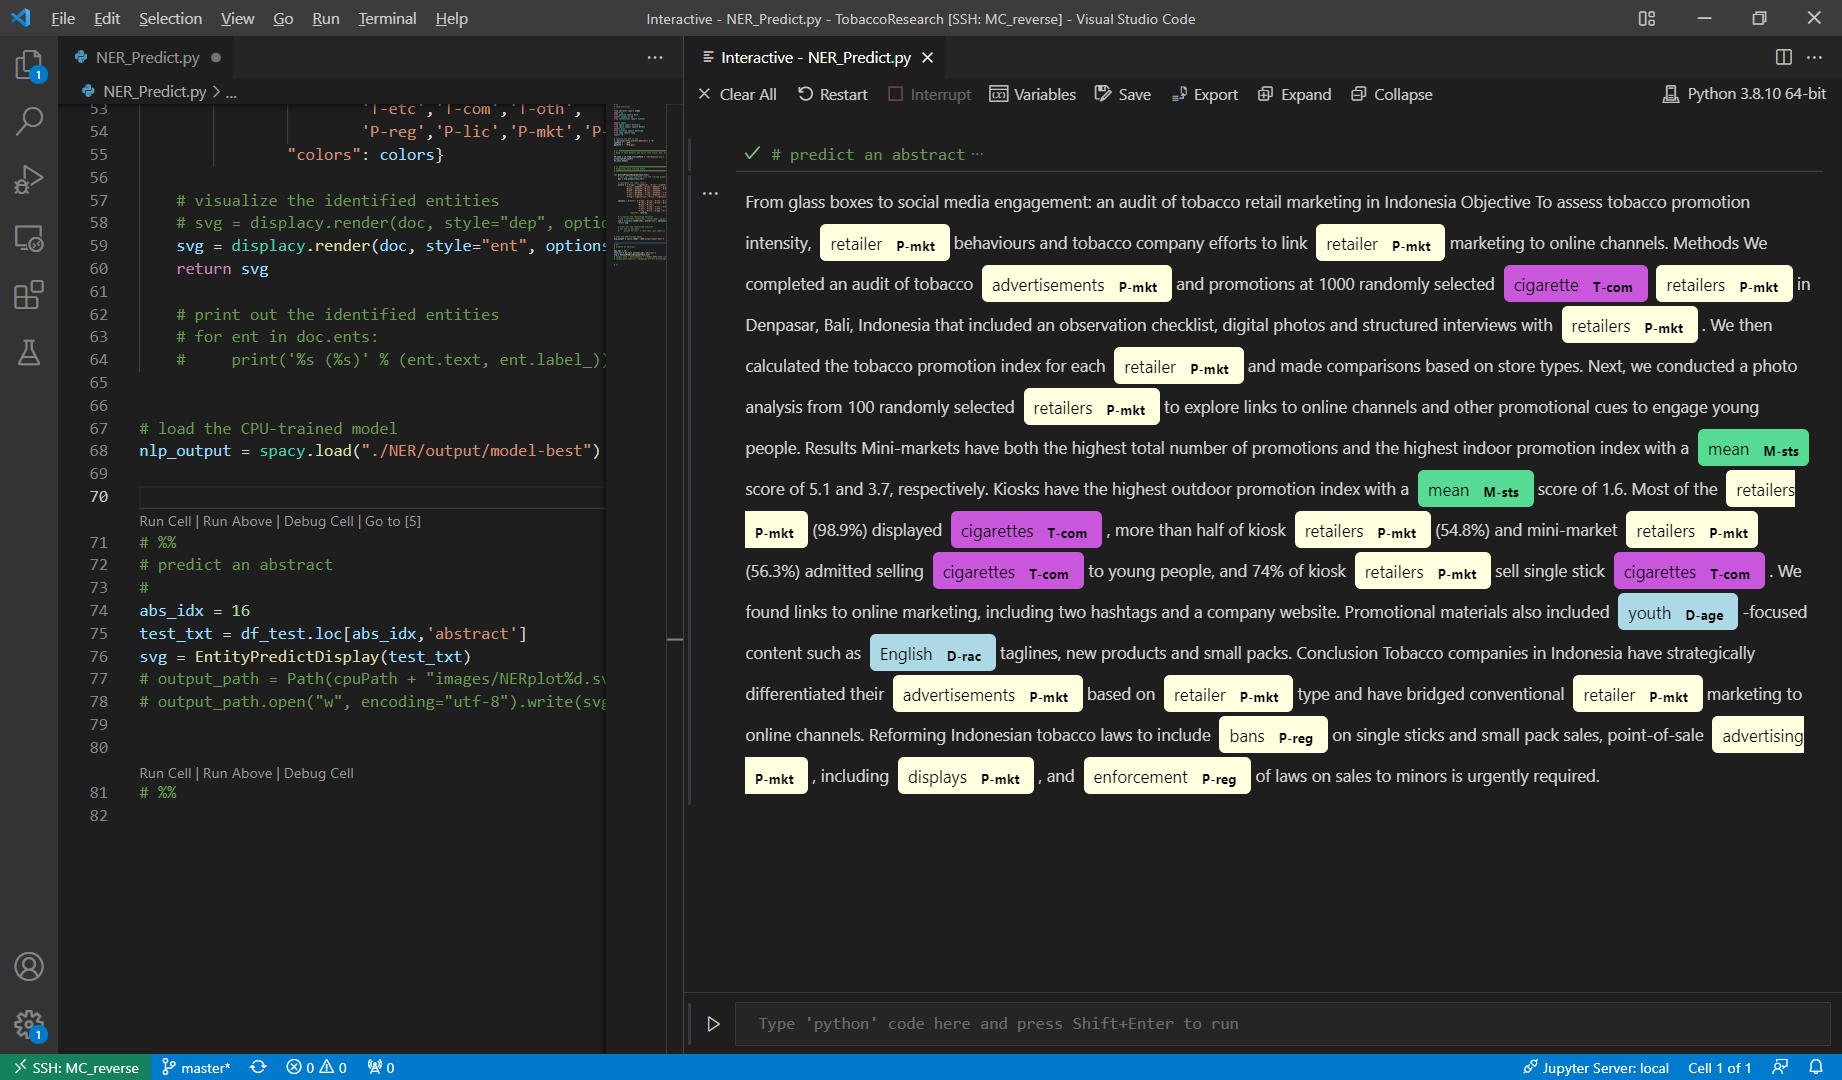 File Edit Selection View Go Run Terminal Help
Interactive - NER_Predict.py - TobaccoResearch [SSH: MC_reverse] - Visual Studio Code
NER_Predict.py
NER_Predict.py > ...
53 'T-etc','T-com','T-oth',
54 'P-reg','P-lic','P-mkt','P-
55 "colors": colors}
56
57 # visualize the identified entities
58 # svg = displacy.render(doc, style="dep", optio
59 svg = displacy.render(doc, style="ent", options
60 return svg
61
62 # print out the identified entities
63 # for ent in doc.ents:
64 #     print('%s (%s)' % (ent.text, ent.label_))
65
66
67 # load the CPU-trained model
68 nlp_output = spacy.load("./NER/output/model-best")
69
70
Run Cell | Run Above | Debug Cell | Go to [5]
71 # %%
72 # predict an abstract
73 #
74 abs_idx = 16
75 test_txt = df_test.loc[abs_idx,'abstract']
76 svg = EntityPredictDisplay(test_txt)
77 # output_path = Path(cpuPath + "images/NERplot%d.sv
78 # output_path.open("w", encoding="utf-8").write(svg
79
80
Run Cell | Run Above | Debug Cell
81 # %%
82
Interactive - NER_Predict.py
Clear All Restart Interrupt Variables Save Export Expand Collapse Python 3.8.10 64-bit
# predict an abstract ...
From glass boxes to social media engagement: an audit of tobacco retail marketing in Indonesia Objective To assess tobacco promotion
intensity, retailer P-mkt behaviours and tobacco company efforts to link retailer P-mkt marketing to online channels. Methods We
completed an audit of tobacco advertisements P-mkt and promotions at 1000 randomly selected cigarette T-com retailers P-mkt in
Denpasar, Bali, Indonesia that included an observation checklist, digital photos and structured interviews with retailers P-mkt . We then
calculated the tobacco promotion index for each retailer P-mkt and made comparisons based on store types. Next, we conducted a photo
analysis from 100 randomly selected retailers P-mkt to explore links to online channels and other promotional cues to engage young
people. Results Mini-markets have both the highest total number of promotions and the highest indoor promotion index with a mean M-sts
score of 5.1 and 3.7, respectively. Kiosks have the highest outdoor promotion index with a mean M-sts score of 1.6. Most of the retailers
P-mkt (98.9%) displayed cigarettes T-com , more than half of kiosk retailers P-mkt (54.8%) and mini-market retailers P-mkt
(56.3%) admitted selling cigarettes T-com to young people, and 74% of kiosk retailers P-mkt sell single stick cigarettes T-com . We
found links to online marketing, including two hashtags and a company website. Promotional materials also included youth D-age -focused
content such as English D-rac taglines, new products and small packs. Conclusion Tobacco companies in Indonesia have strategically
differentiated their advertisements P-mkt based on retailer P-mkt type and have bridged conventional retailer P-mkt marketing to
online channels. Reforming Indonesian tobacco laws to include bans P-reg on single sticks and small pack sales, point-of-sale advertising
P-mkt , including displays P-mkt , and enforcement P-reg of laws on sales to minors is urgently required.
Type 'python' code here and press Shift+Enter to run
1
1
SSH: MC_reverse master* 0 0 0 Jupyter Server: local Cell 1 of 1